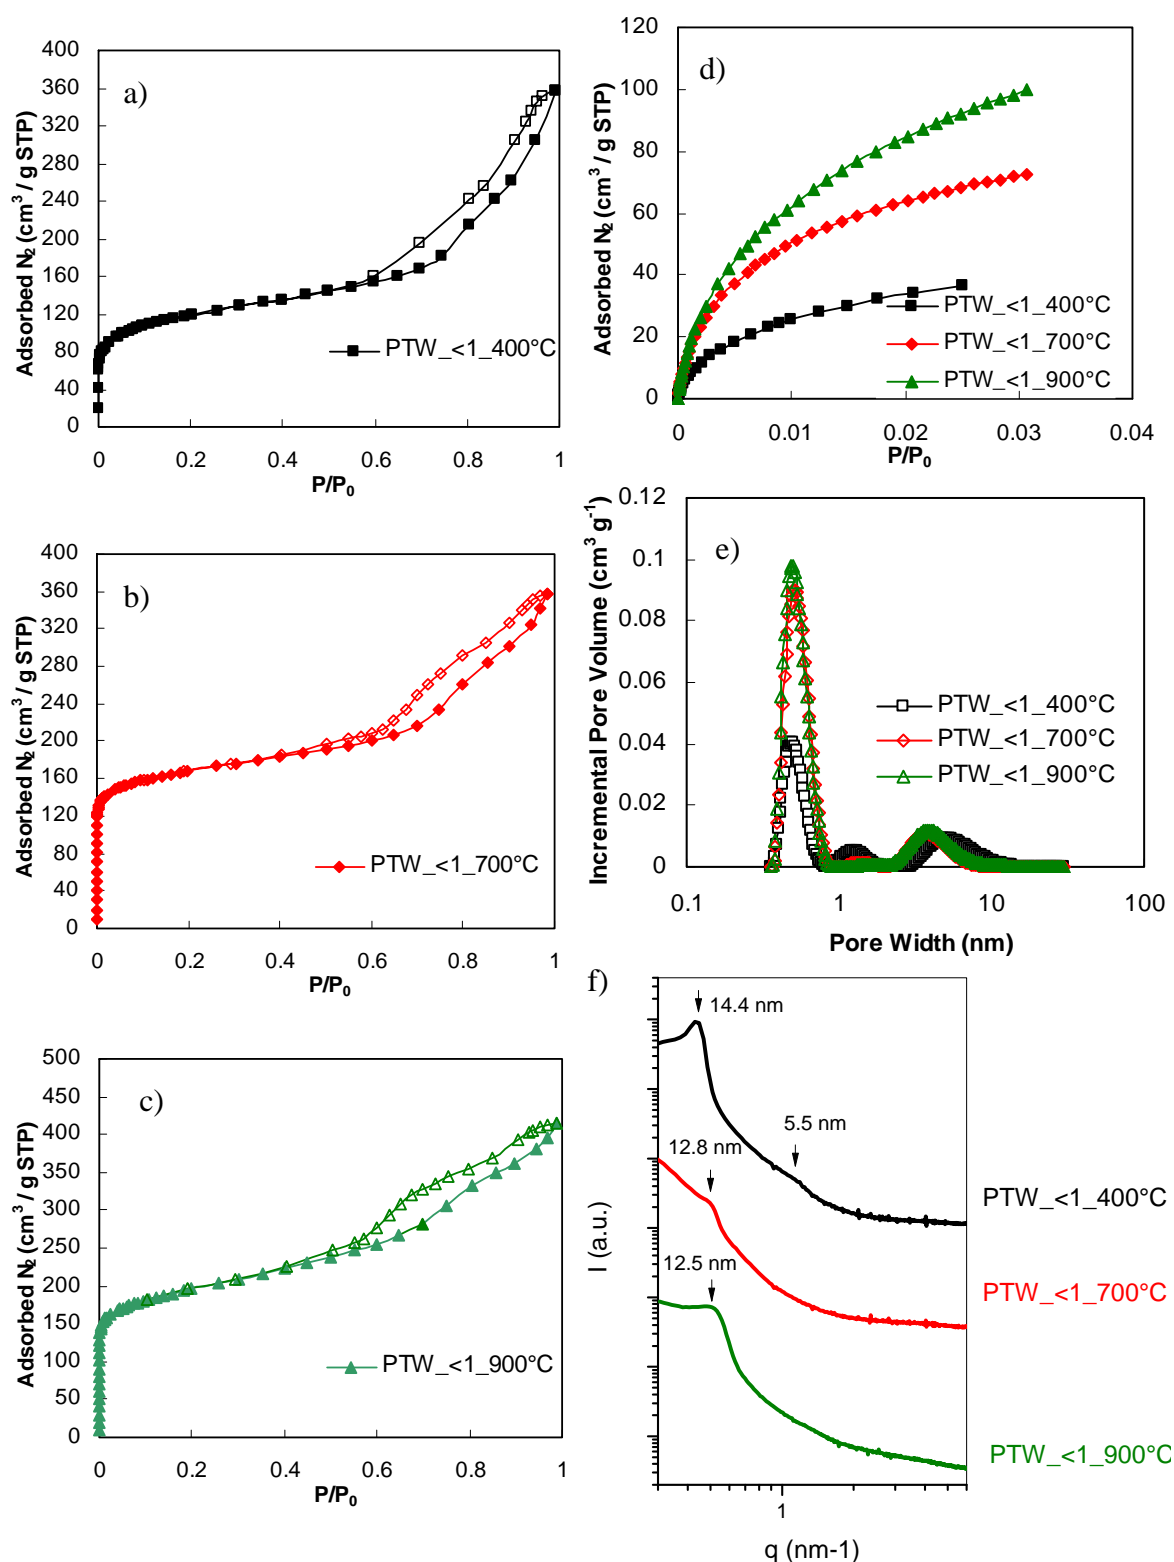 a)
400
360
320
280
240
200
160
120
80
40
0
0 0.2 0.4 0.6 0.8 1
Adsorbed N₂ (cm³ / g STP)
P/P₀
PTW_<1_400°C
d)
120
100
80
60
40
20
0
0 0.01 0.02 0.03 0.04
Adsorbed N₂ (cm³ / g STP)
P/P₀
PTW_<1_400°C
PTW_<1_700°C
PTW_<1_900°C
b)
400
360
320
280
240
200
160
120
80
40
0
0 0.2 0.4 0.6 0.8 1
Adsorbed N₂ (cm³ / g STP)
P/P₀
PTW_<1_700°C
e)
0.12
0.1
0.08
0.06
0.04
0.02
0
0.1 1 10 100
Incremental Pore Volume (cm³ g⁻¹)
Pore Width (nm)
PTW_<1_400°C
PTW_<1_700°C
PTW_<1_900°C
c)
500
450
400
350
300
250
200
150
100
50
0
0 0.2 0.4 0.6 0.8 1
Adsorbed N₂ (cm³ / g STP)
P/P₀
PTW_<1_900°C
f)
14.4 nm
5.5 nm
12.8 nm
12.5 nm
PTW_<1_400°C
PTW_<1_700°C
PTW_<1_900°C
I (a.u.)
1
q (nm-1)